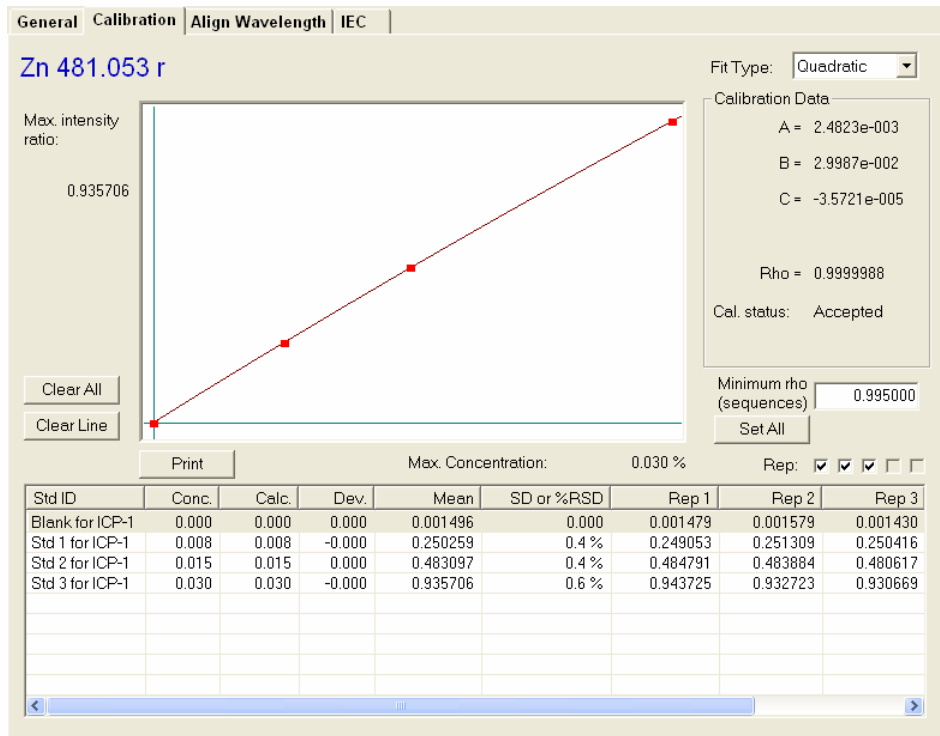 General Calibration Align Wavelength IEC
Zn 481.053 r
Fit Type: Quadratic
Max. intensity
ratio:
0.935706
Calibration Data
A = 2.4823e-003
B = 2.9987e-002
C = -3.5721e-005
Rho = 0.9999988
Cal. status: Accepted
Clear All
Clear Line
Minimum rho
(sequences) 0.995000
Set All
Print Max. Concentration: 0.030 % Rep:
Std ID Conc. Calc. Dev. Mean SD or %RSD Rep 1 Rep 2 Rep 3
Blank for ICP-1 0.000 0.000 0.000 0.001496 0.000 0.001479 0.001579 0.001430
Std 1 for ICP-1 0.008 0.008 -0.000 0.250259 0.4 % 0.249053 0.251309 0.250416
Std 2 for ICP-1 0.015 0.015 0.000 0.483097 0.4 % 0.484791 0.483884 0.480617
Std 3 for ICP-1 0.030 0.030 -0.000 0.935706 0.6 % 0.943725 0.932723 0.930669